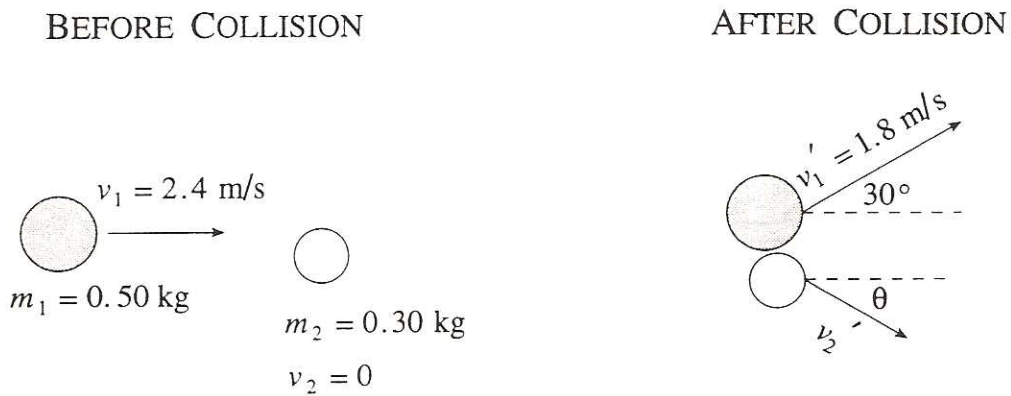 BEFORE COLLISION
AFTER COLLISION
v₁ = 2.4 m/s
m₁ = 0.50 kg
m₂ = 0.30 kg
v₂ = 0
v₁′ = 1.8 m/s
30°
θ
v₂′